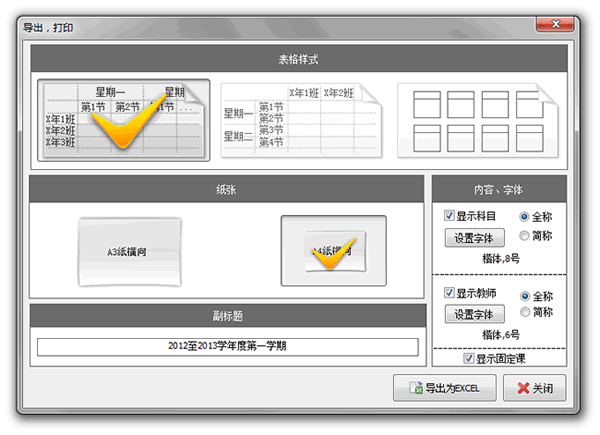 导出，打印
表格样式
星期一 星期
第1节 第2节 第1节 ...
X年1班
X年2班
X年3班
X年1班 X年2班
星期一 第1节
第2节
星期二 第3节
第4节
纸张
A3纸横向
A4纸横向
内容、字体
显示科目 全称
设置字体 简称
楷体,8号
显示教师 全称
设置字体 简称
楷体,6号
显示固定课
副标题
2012至2013学年度第一学期
导出为EXCEL 关闭